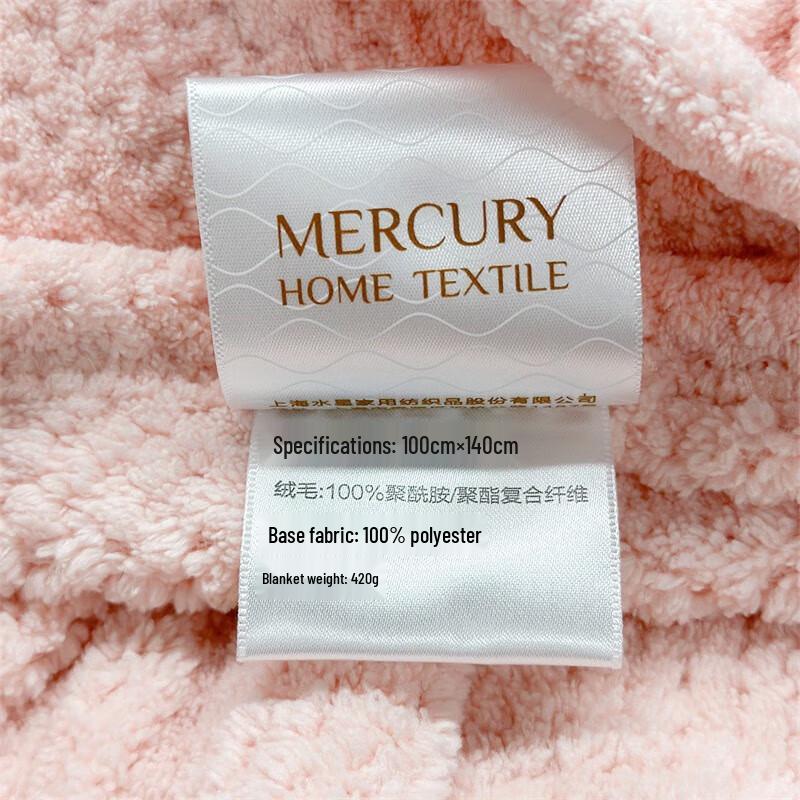 MERCURY
HOME TEXTILE
上海水星家用纺织品股份有限公司
Specifications: 100cm×140cm
绒毛:100%聚酰胺/聚酯复合纤维
Base fabric: 100% polyester
Blanket weight: 420g